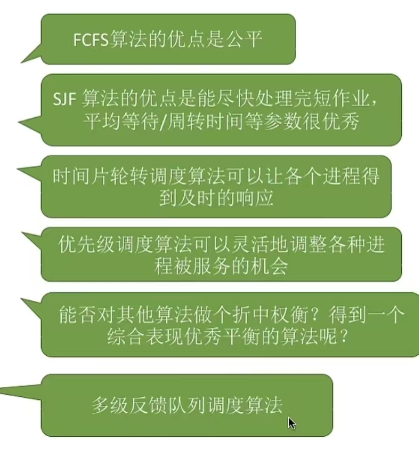 FCFS算法的优点是公平
SJF 算法的优点是能尽快处理完短作业，
平均等待/周转时间等参数很优秀
时间片轮转调度算法可以让各个进程得
到及时的响应
优先级调度算法可以灵活地调整各种进
程被服务的机会
能否对其他算法做个折中权衡？得到一个
综合表现优秀平衡的算法呢？
多级反馈队列调度算法